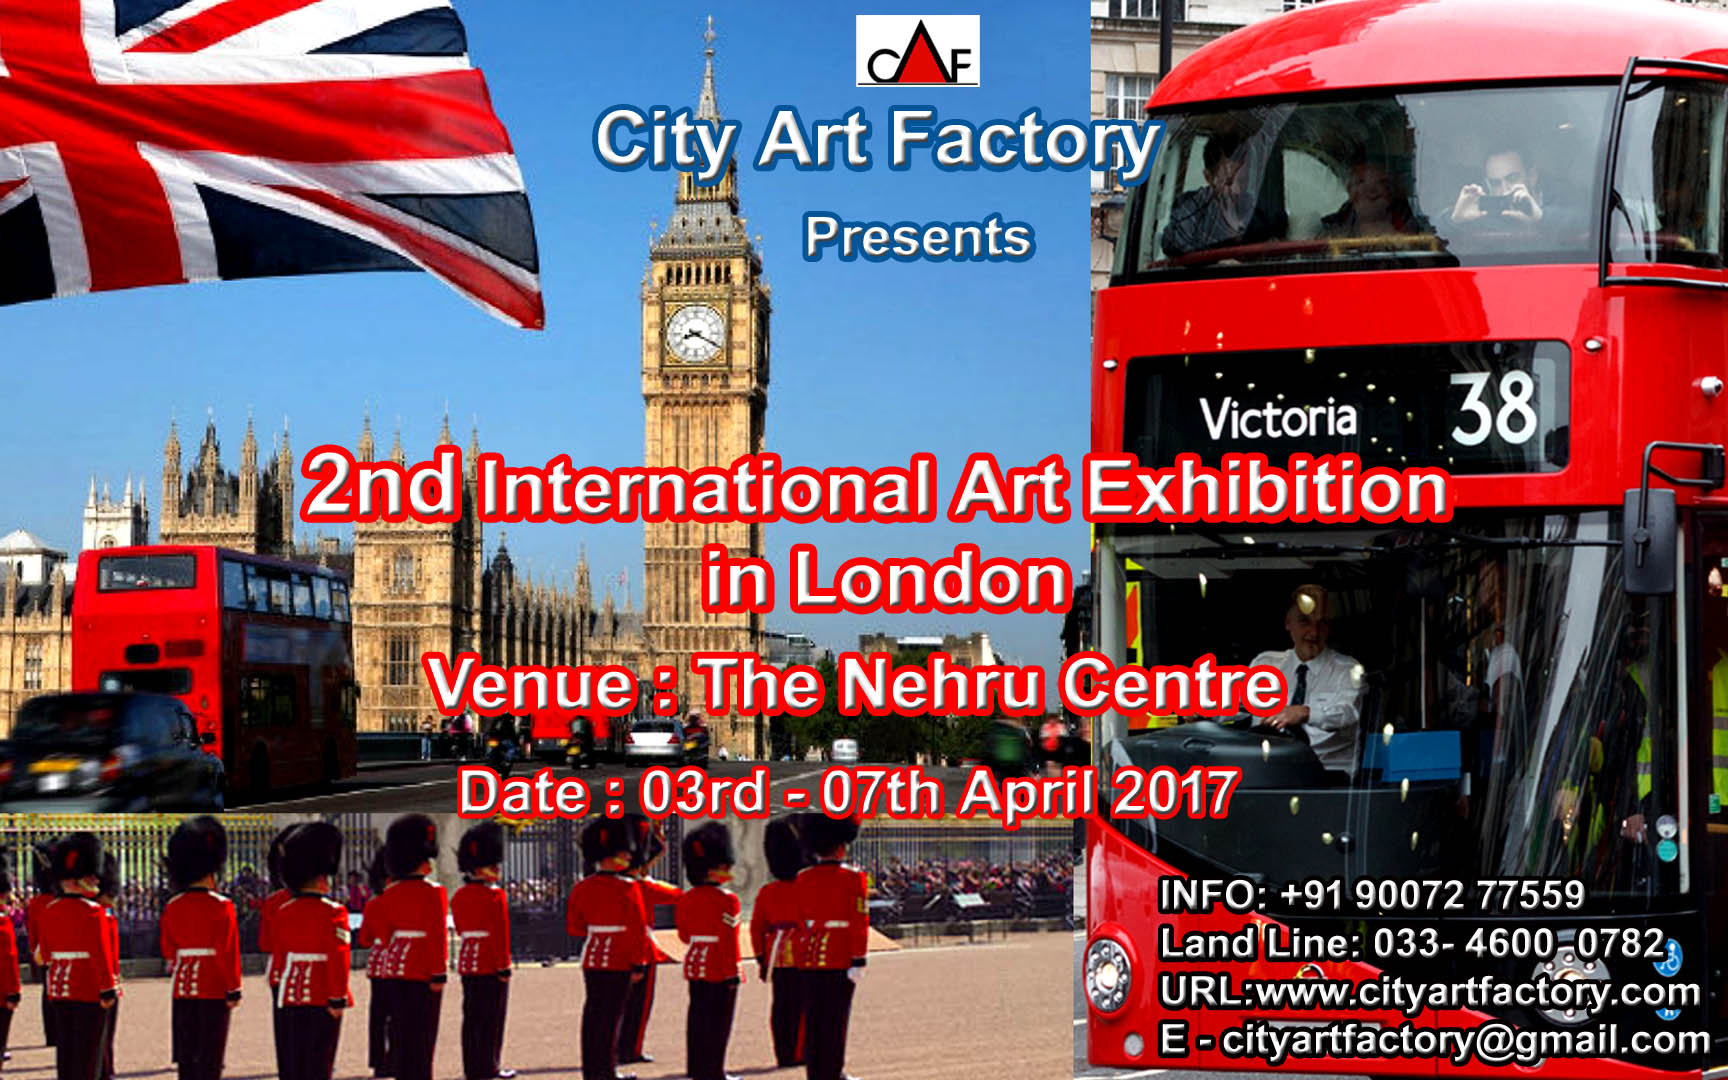 CAF
City Art Factory
Presents
Victoria 38
2nd International Art Exhibition
in London
Venue : The Nehru Centre
Date : 03rd - 07th April 2017
INFO: +91 90072 77559
Land Line: 033- 4600-0782
URL:www.cityartfactory.com
E - cityartfactory@gmail.com